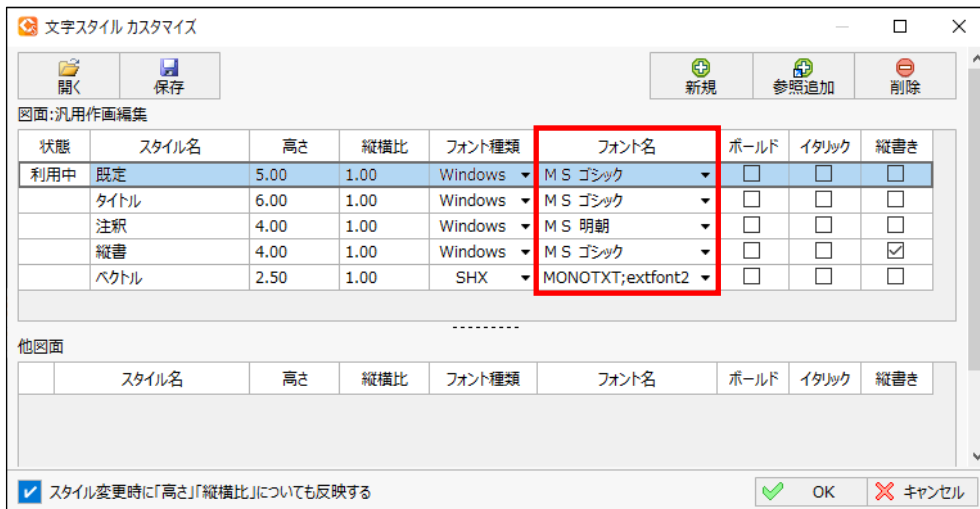 文字スタイル カスタマイズ
開く 保存 新規 参照追加 削除
図面:汎用作画編集
状態 スタイル名 高さ 縦横比 フォント種類 フォント名 ボールド イタリック 縦書き
利用中 既定 5.00 1.00 Windows ＭＳ ゴシック
タイトル 6.00 1.00 Windows ＭＳ ゴシック
注釈 4.00 1.00 Windows ＭＳ 明朝
縦書 4.00 1.00 Windows ＭＳ ゴシック
ベクトル 2.50 1.00 SHX MONOTXT;extfont2
他図面
スタイル名 高さ 縦横比 フォント種類 フォント名 ボールド イタリック 縦書き
スタイル変更時に「高さ」「縦横比」についても反映する OK キャンセル